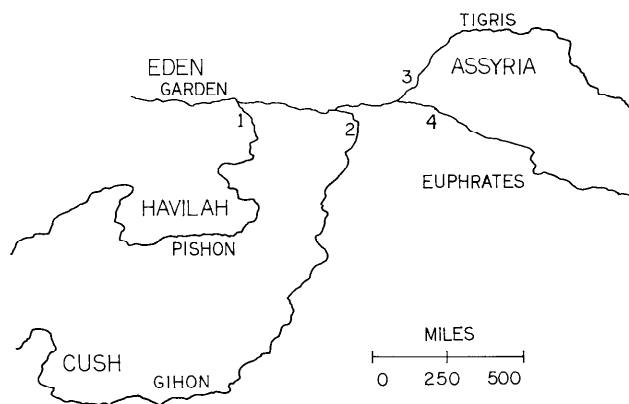 TIGRIS
EDEN
GARDEN
3
ASSYRIA
1
2
4
EUPHRATES
HAVILAH
PISHON
MILES
0 250 500
CUSH
GIHON